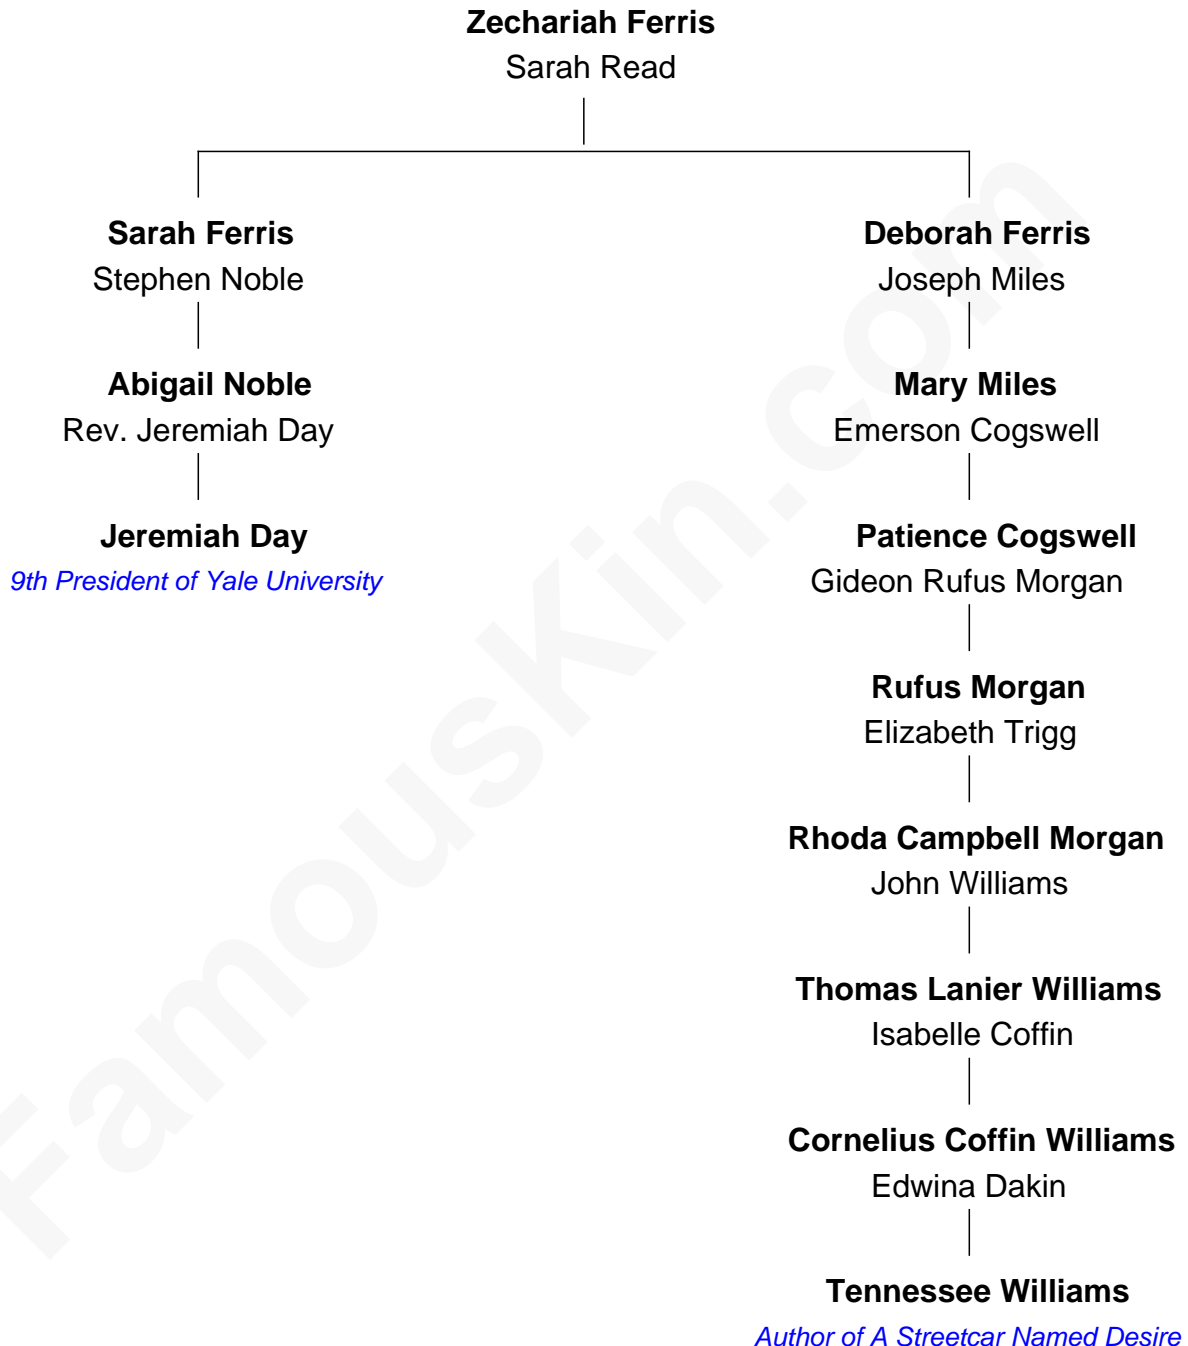 Zechariah Ferris
Sarah Read
Sarah Ferris
Stephen Noble
Abigail Noble
Rev. Jeremiah Day
Jeremiah Day
9th President of Yale University
Deborah Ferris
Joseph Miles
Mary Miles
Emerson Cogswell
Patience Cogswell
Gideon Rufus Morgan
Rufus Morgan
Elizabeth Trigg
Rhoda Campbell Morgan
John Williams
Thomas Lanier Williams
Isabelle Coffin
Cornelius Coffin Williams
Edwina Dakin
Tennessee Williams
Author of A Streetcar Named Desire
FamousKin.com